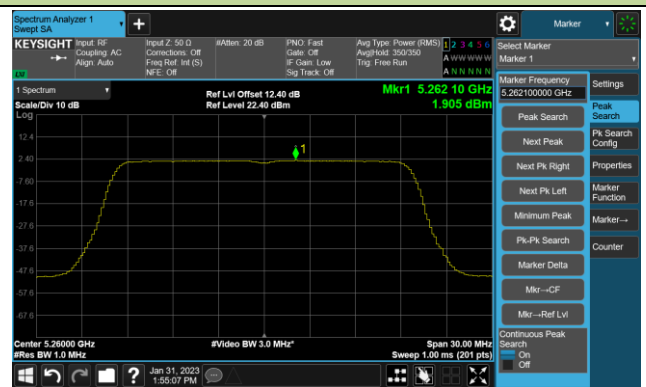 Spectrum Analyzer 1
Swept SA
+
Marker
KEYSIGHT
Input: RF
Coupling: AC
Align: Auto
Input Z: 50 Ω
Corrections: Off
Freq Ref: Int (S)
NFE: Off
#Atten: 20 dB
PNO: Fast
Gate: Off
IF Gain: Low
Sig Track: Off
Avg Type: Power (RMS)
Avg|Hold: 350/350
Trig: Free Run
1 2 3 4 5 6
A W W W W W
A N N N N N
LXI
Select Marker
Marker 1
1 Spectrum
Scale/Div 10 dB
Log
Ref Lvl Offset 12.40 dB
Ref Level 22.40 dBm
Mkr1 5.262 10 GHz
1.905 dBm
12.4
2.40
-7.60
-17.6
-27.6
-37.6
-47.6
-57.6
-67.6
1
Center 5.26000 GHz
#Res BW 1.0 MHz
#Video BW 3.0 MHz*
Span 30.00 MHz
Sweep 1.00 ms (201 pts)
Marker Frequency
5.262100000 GHz
Peak Search
Next Peak
Next Pk Right
Next Pk Left
Minimum Peak
Pk-Pk Search
Marker Delta
Mkr→CF
Mkr→Ref Lvl
Continuous Peak
Search
On
Off
Settings
Peak
Search
Pk Search
Config
Properties
Marker
Function
Marker→
Counter
?
Jan 31, 2023
1:55:07 PM